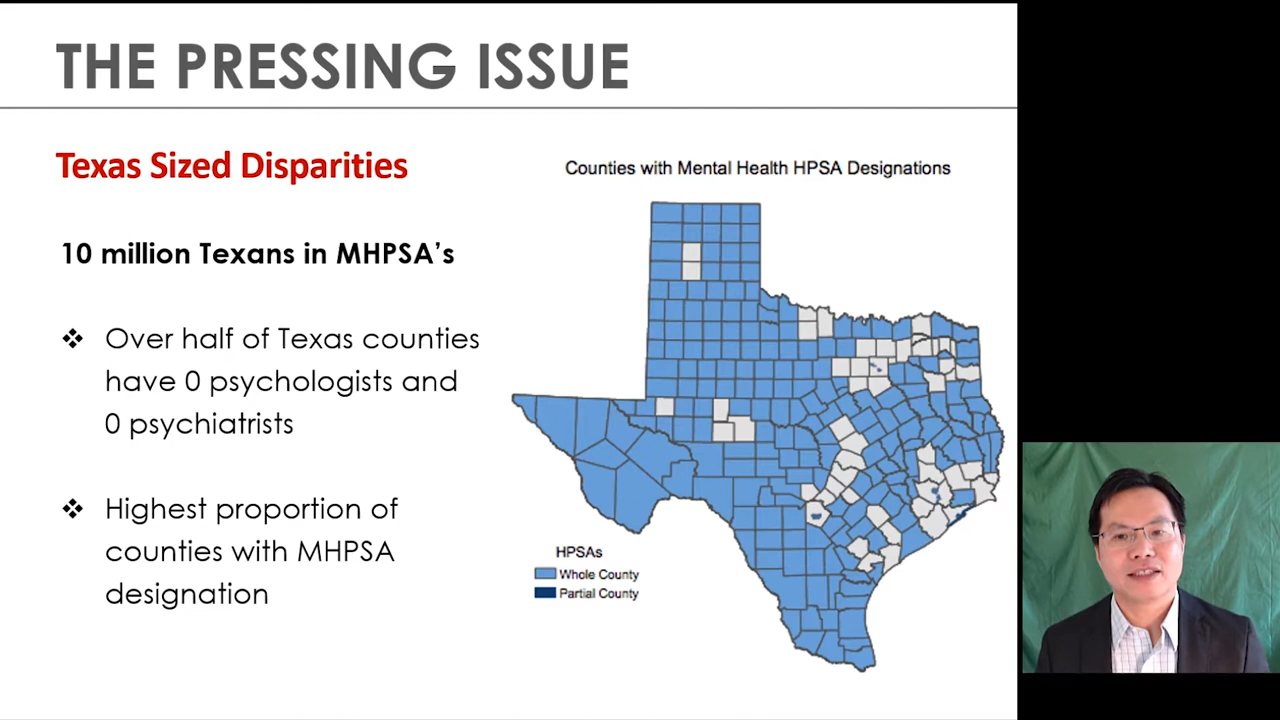 THE PRESSING ISSUE
Texas Sized Disparities
10 million Texans in MHPSA’s
❖ Over half of Texas counties
have 0 psychologists and
0 psychiatrists
❖ Highest proportion of
counties with MHPSA
designation
Counties with Mental Health HPSA Designations
HPSAs
Whole County
Partial County